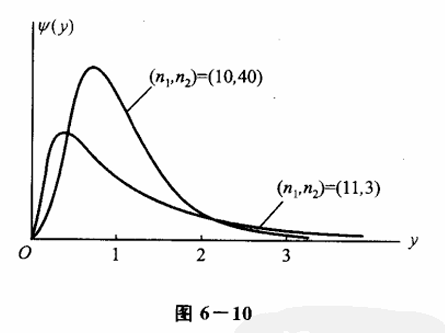 ψ(y)
(n₁,n₂)=(10,40)
(n₁,n₂)=(11,3)
O 1 2 3 y
图 6-10